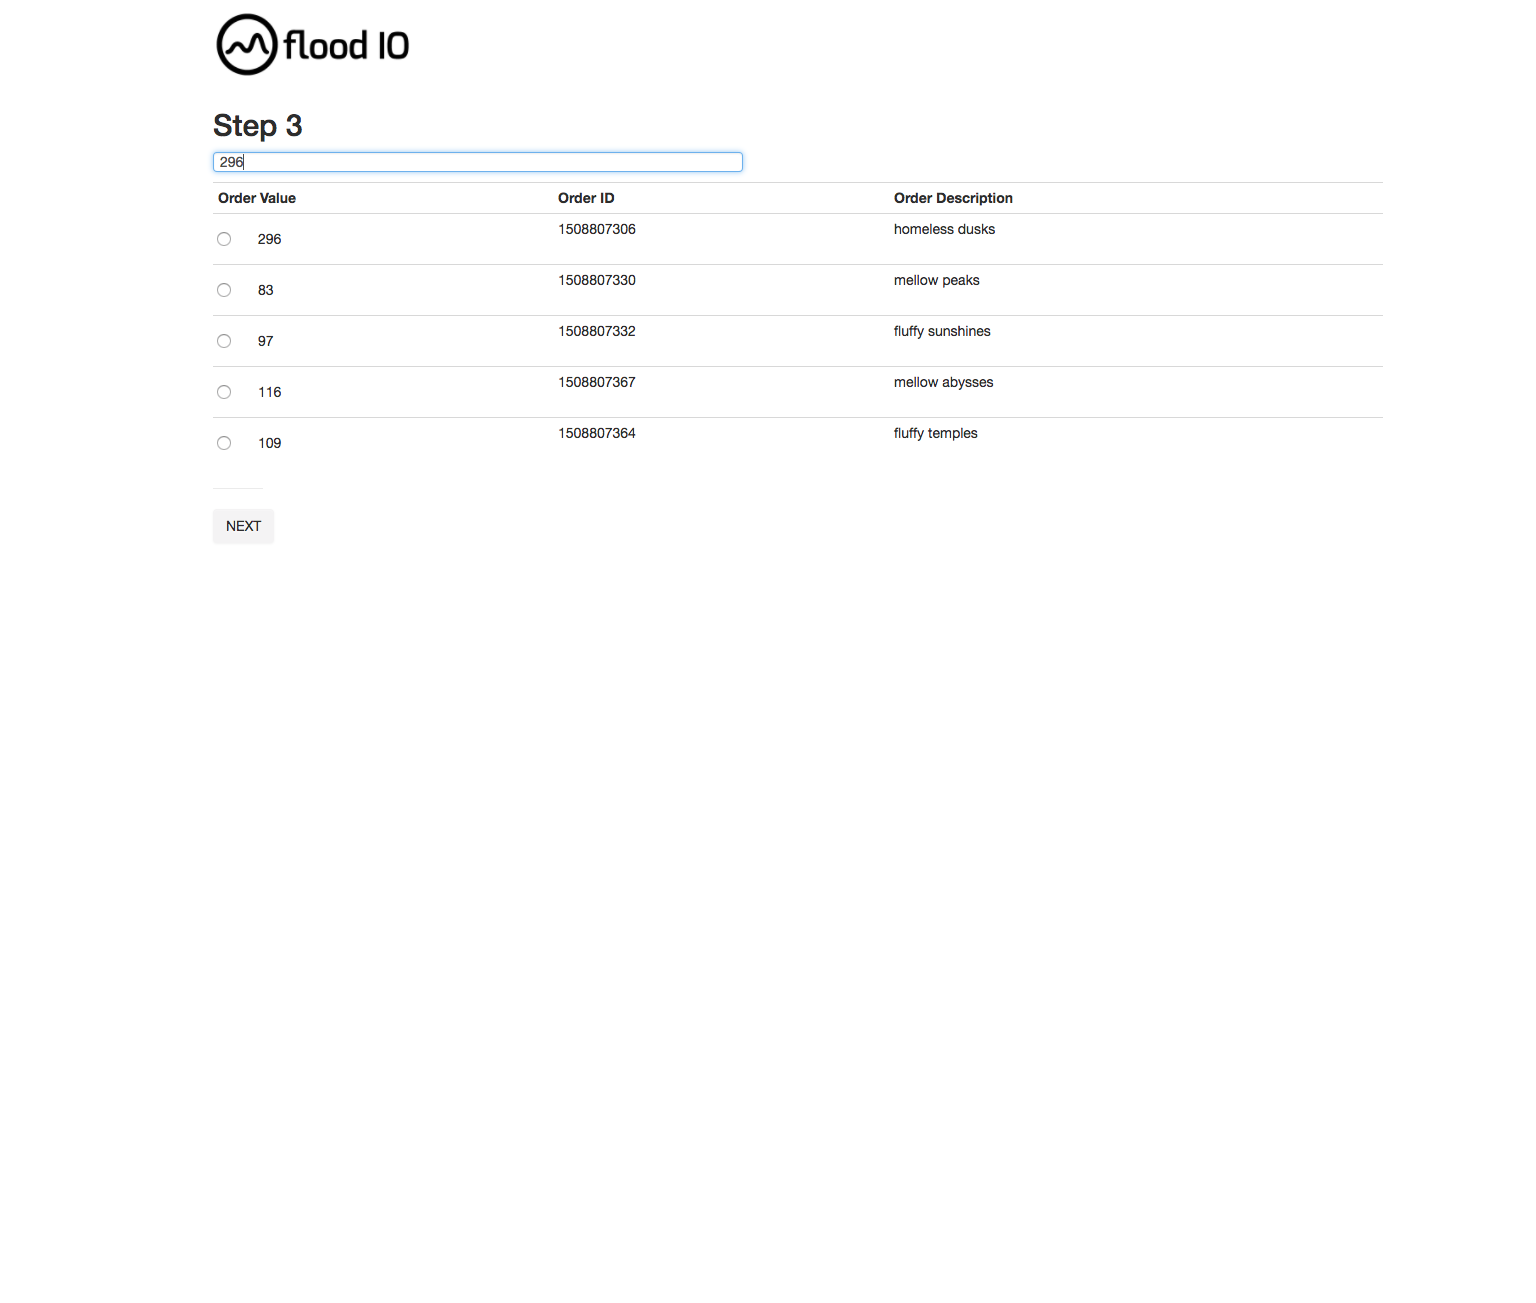 flood IO
Step 3
296
Order Value Order ID Order Description
296 1508807306 homeless dusks
83 1508807330 mellow peaks
97 1508807332 fluffy sunshines
116 1508807367 mellow abysses
109 1508807364 fluffy temples
NEXT